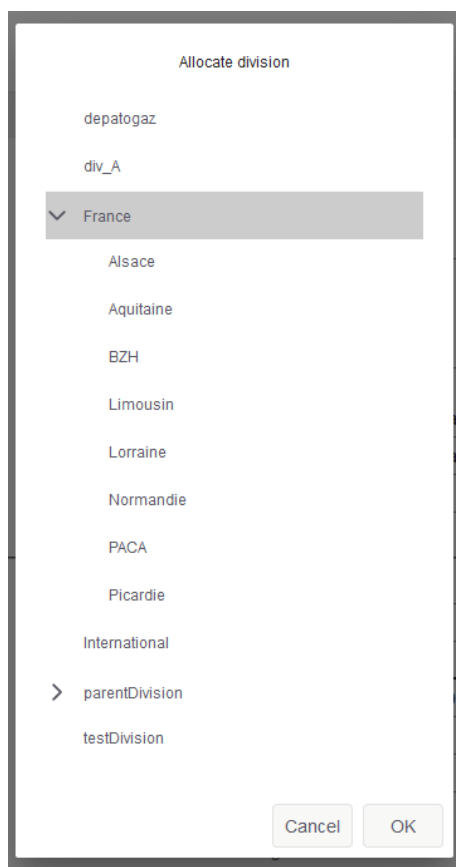 Allocate division
depatogaz
div_A
France
Alsace
Aquitaine
BZH
Limousin
Lorraine
Normandie
PACA
Picardie
International
parentDivision
testDivision
Cancel
OK